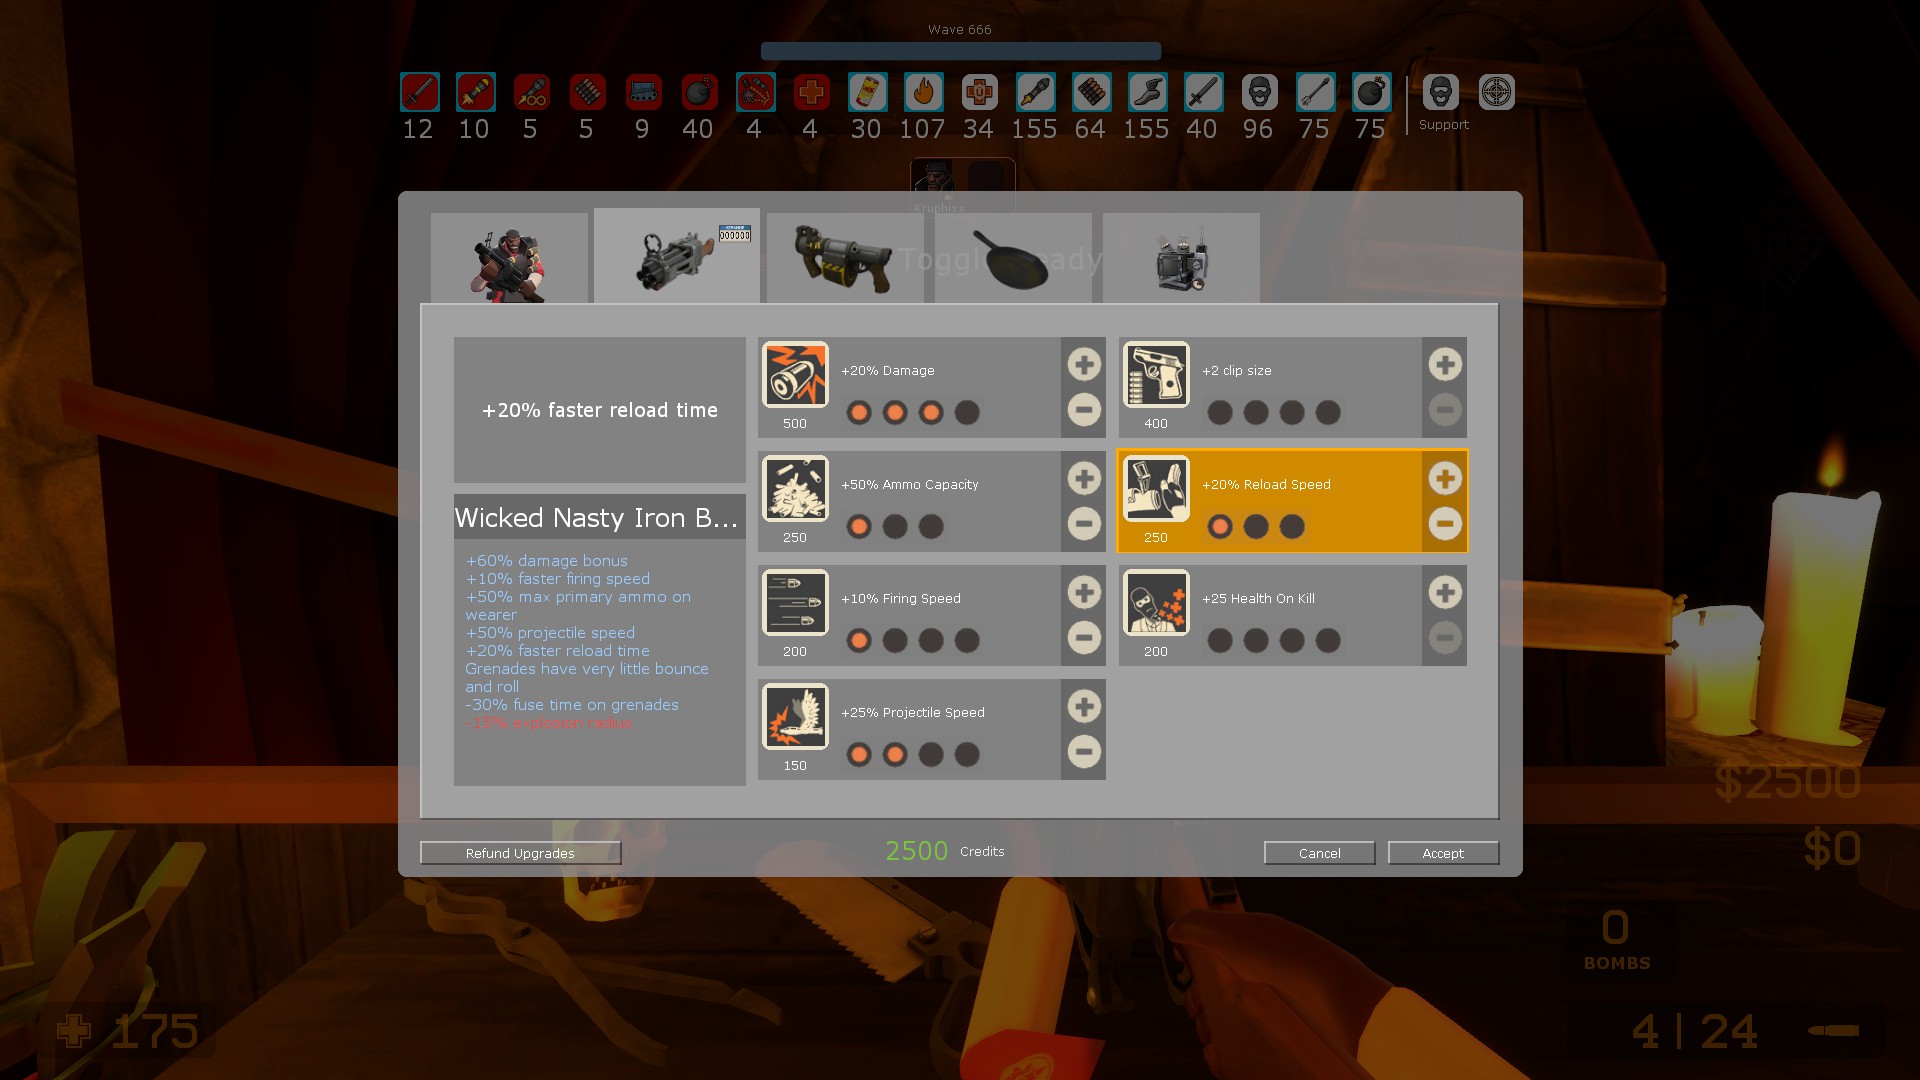 Wave 666
12 10 5 5 9 40 4 4 30 107 34 155 64 155 40 96 75 75
Support
Kruphixx
000000
+20% faster reload time
Wicked Nasty Iron B...
+60% damage bonus
+10% faster firing speed
+50% max primary ammo on
wearer
+50% projectile speed
+20% faster reload time
Grenades have very little bounce
and roll
-30% fuse time on grenades
-15% explosion radius
+20% Damage
500
+2 clip size
400
+50% Ammo Capacity
250
+20% Reload Speed
250
+10% Firing Speed
200
+25 Health On Kill
200
+25% Projectile Speed
150
Refund Upgrades
2500 Credits
Cancel
Accept
$2500
$0
0
BOMBS
175
4 | 24